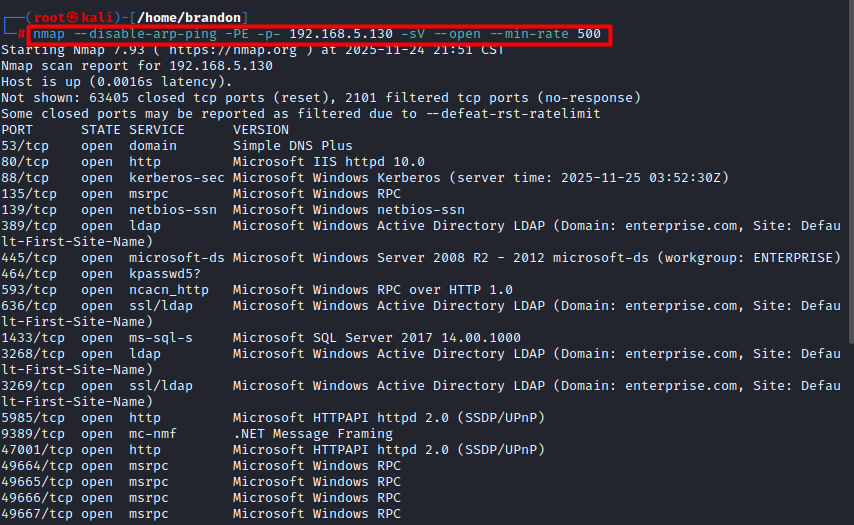 ┌──(root㉿kali)-[/home/brandon]
└─# nmap --disable-arp-ping -PE -p- 192.168.5.130 -sV --open --min-rate 500
Starting Nmap 7.93 ( https://nmap.org ) at 2025-11-24 21:51 CST
Nmap scan report for 192.168.5.130
Host is up (0.0016s latency).
Not shown: 63405 closed tcp ports (reset), 2101 filtered tcp ports (no-response)
Some closed ports may be reported as filtered due to --defeat-rst-ratelimit
PORT      STATE SERVICE      VERSION
53/tcp    open  domain       Simple DNS Plus
80/tcp    open  http         Microsoft IIS httpd 10.0
88/tcp    open  kerberos-sec Microsoft Windows Kerberos (server time: 2025-11-25 03:52:30Z)
135/tcp   open  msrpc        Microsoft Windows RPC
139/tcp   open  netbios-ssn  Microsoft Windows netbios-ssn
389/tcp   open  ldap         Microsoft Windows Active Directory LDAP (Domain: enterprise.com, Site: Defau
lt-First-Site-Name)
445/tcp   open  microsoft-ds Microsoft Windows Server 2008 R2 - 2012 microsoft-ds (workgroup: ENTERPRISE)
464/tcp   open  kpasswd5?
593/tcp   open  ncacn_http   Microsoft Windows RPC over HTTP 1.0
636/tcp   open  ssl/ldap     Microsoft Windows Active Directory LDAP (Domain: enterprise.com, Site: Defau
lt-First-Site-Name)
1433/tcp  open  ms-sql-s     Microsoft SQL Server 2017 14.00.1000
3268/tcp  open  ldap         Microsoft Windows Active Directory LDAP (Domain: enterprise.com, Site: Defau
lt-First-Site-Name)
3269/tcp  open  ssl/ldap     Microsoft Windows Active Directory LDAP (Domain: enterprise.com, Site: Defau
lt-First-Site-Name)
5985/tcp  open  http         Microsoft HTTPAPI httpd 2.0 (SSDP/UPnP)
9389/tcp  open  mc-nmf       .NET Message Framing
47001/tcp open  http         Microsoft HTTPAPI httpd 2.0 (SSDP/UPnP)
49664/tcp open  msrpc        Microsoft Windows RPC
49665/tcp open  msrpc        Microsoft Windows RPC
49666/tcp open  msrpc        Microsoft Windows RPC
49667/tcp open  msrpc        Microsoft Windows RPC